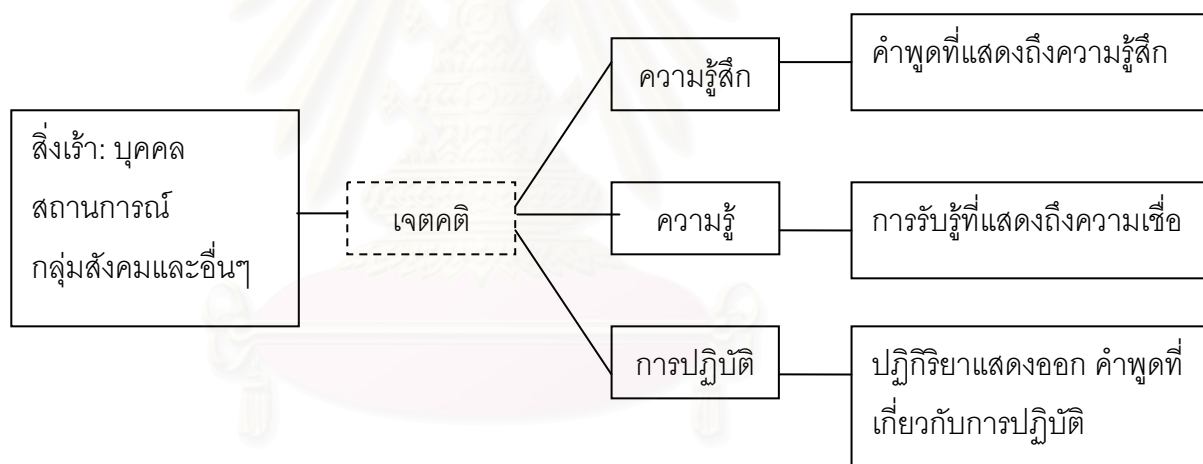 สิ่งเร้า: บุคคล
สถานการณ์
กลุ่มสังคมและอื่นๆ
เจตคติ
ความรู้สึก
คำพูดที่แสดงถึงความรู้สึก
ความรู้
การรับรู้ที่แสดงถึงความเชื่อ
การปฏิบัติ
ปฏิกิริยาแสดงออก คำพูดที่
เกี่ยวกับการปฏิบัติ